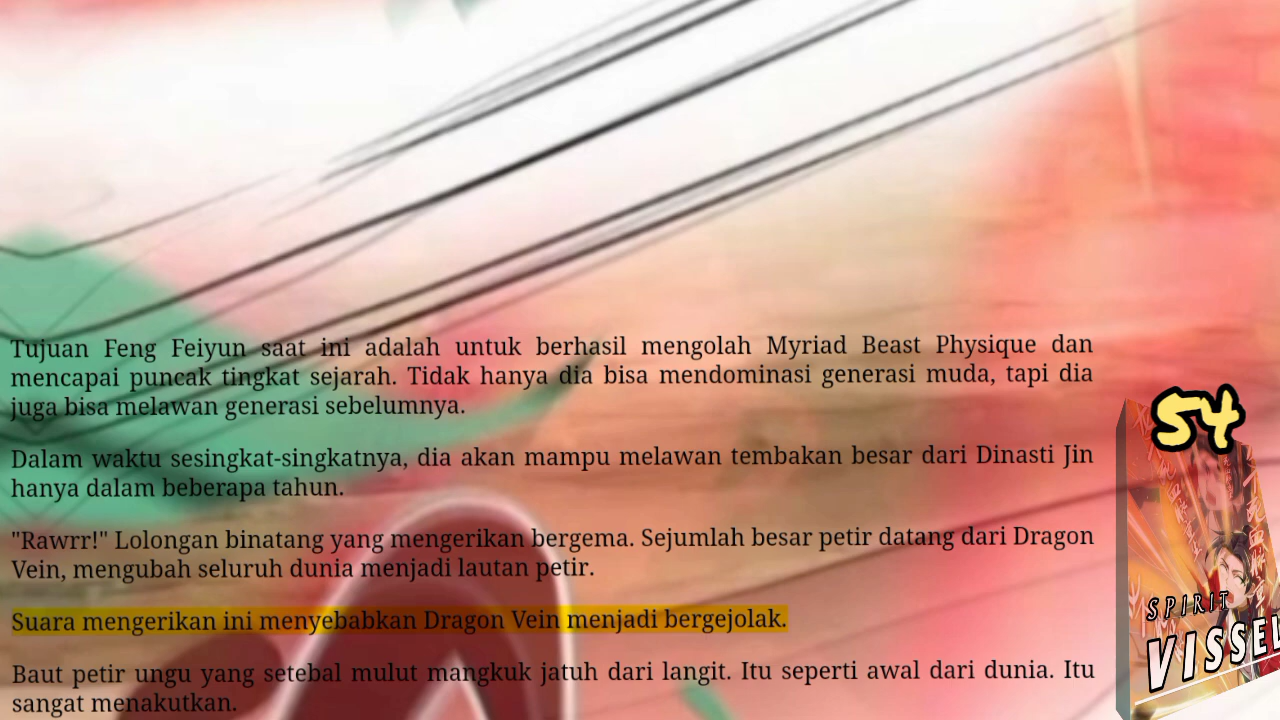 Tujuan Feng Feiyun saat ini adalah untuk berhasil mengolah Myriad Beast Physique dan
mencapai puncak tingkat sejarah. Tidak hanya dia bisa mendominasi generasi muda, tapi dia
juga bisa melawan generasi sebelumnya.
Dalam waktu sesingkat-singkatnya, dia akan mampu melawan tembakan besar dari Dinasti Jin
hanya dalam beberapa tahun.
"Rawrr!" Lolongan binatang yang mengerikan bergema. Sejumlah besar petir datang dari Dragon
Vein, mengubah seluruh dunia menjadi lautan petir.
Suara mengerikan ini menyebabkan Dragon Vein menjadi bergejolak.
Baut petir ungu yang setebal mulut mangkuk jatuh dari langit. Itu seperti awal dari dunia. Itu
sangat menakutkan.
54
SPIRIT
VISSEL